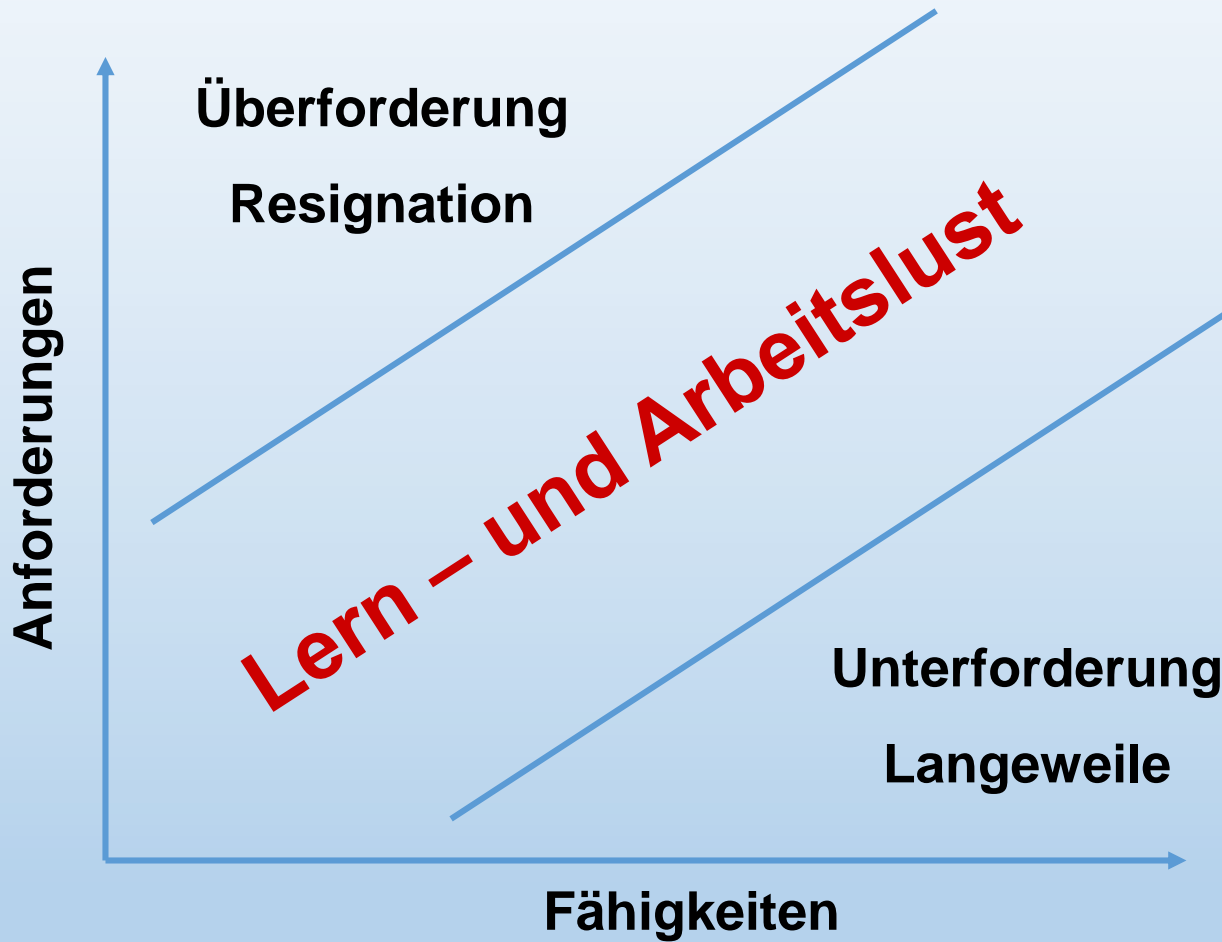 Überforderung
Resignation
Anforderungen
Lern – und Arbeitslust
Unterforderung
Langeweile
Fähigkeiten